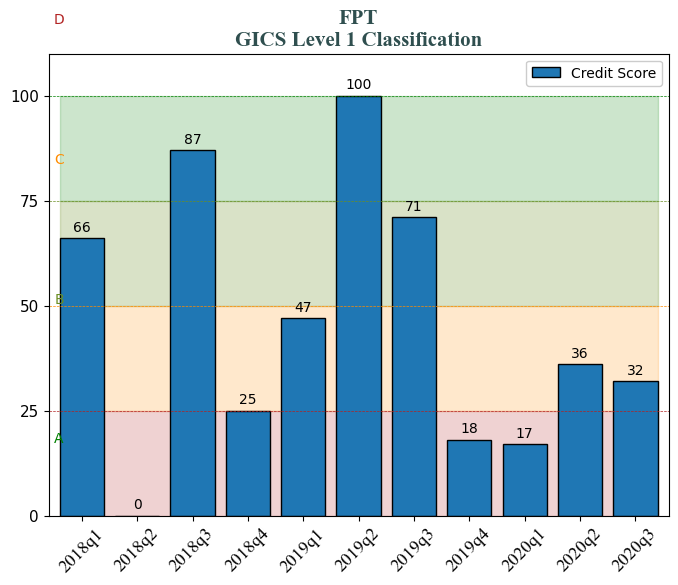 D
FPT
GICS Level 1 Classification
Credit Score
100
75
50
25
0
C
B
A
66
0
87
25
47
100
71
18
17
36
32
2018q1
2018q2
2018q3
2018q4
2019q1
2019q2
2019q3
2019q4
2020q1
2020q2
2020q3